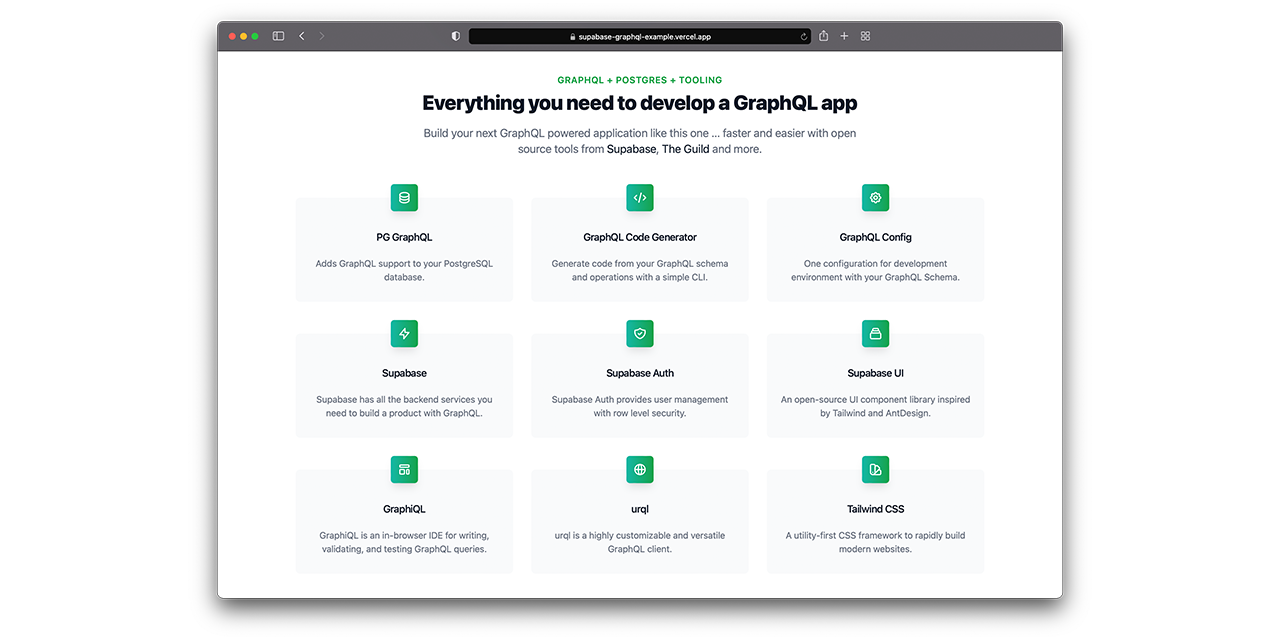 supabase-graphql-example.vercel.app
GRAPHQL + POSTGRES + TOOLING
Everything you need to develop a GraphQL app
Build your next GraphQL powered application like this one ... faster and easier with open
source tools from Supabase, The Guild and more.
PG GraphQL
Adds GraphQL support to your PostgreSQL
database.
GraphQL Code Generator
Generate code from your GraphQL schema
and operations with a simple CLI.
GraphQL Config
One configuration for development
environment with your GraphQL Schema.
Supabase
Supabase has all the backend services you
need to build a product with GraphQL.
Supabase Auth
Supabase Auth provides user management
with row level security.
Supabase UI
An open-source UI component library inspired
by Tailwind and AntDesign.
GraphiQL
GraphiQL is an in-browser IDE for writing,
validating, and testing GraphQL queries.
urql
urql is a highly customizable and versatile
GraphQL client.
Tailwind CSS
A utility-first CSS framework to rapidly build
modern websites.